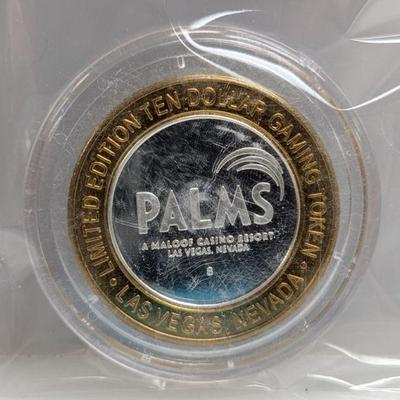 LIMITED EDITION TEN DOLLAR GAMING TOKEN
PALMS
A MALOOF CASINO RESORT
LAS VEGAS, NEVADA
S
• LAS VEGAS, NEVADA •